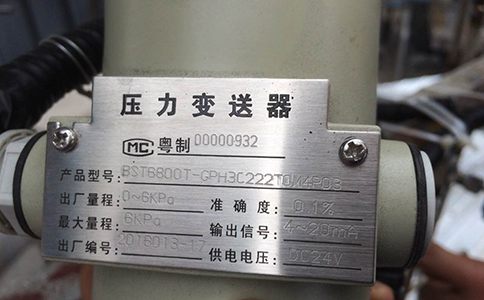 压力变送器
MC 粤制 00000932
产品型号: BST6800T-GPH3C222TJM4P03
出厂量程: 0~6KPa 准确度: 0.1%
最大量程: 6KPa 输出信号: 4~20mA
出厂编号: 2016013-17 供电电压: DC24V